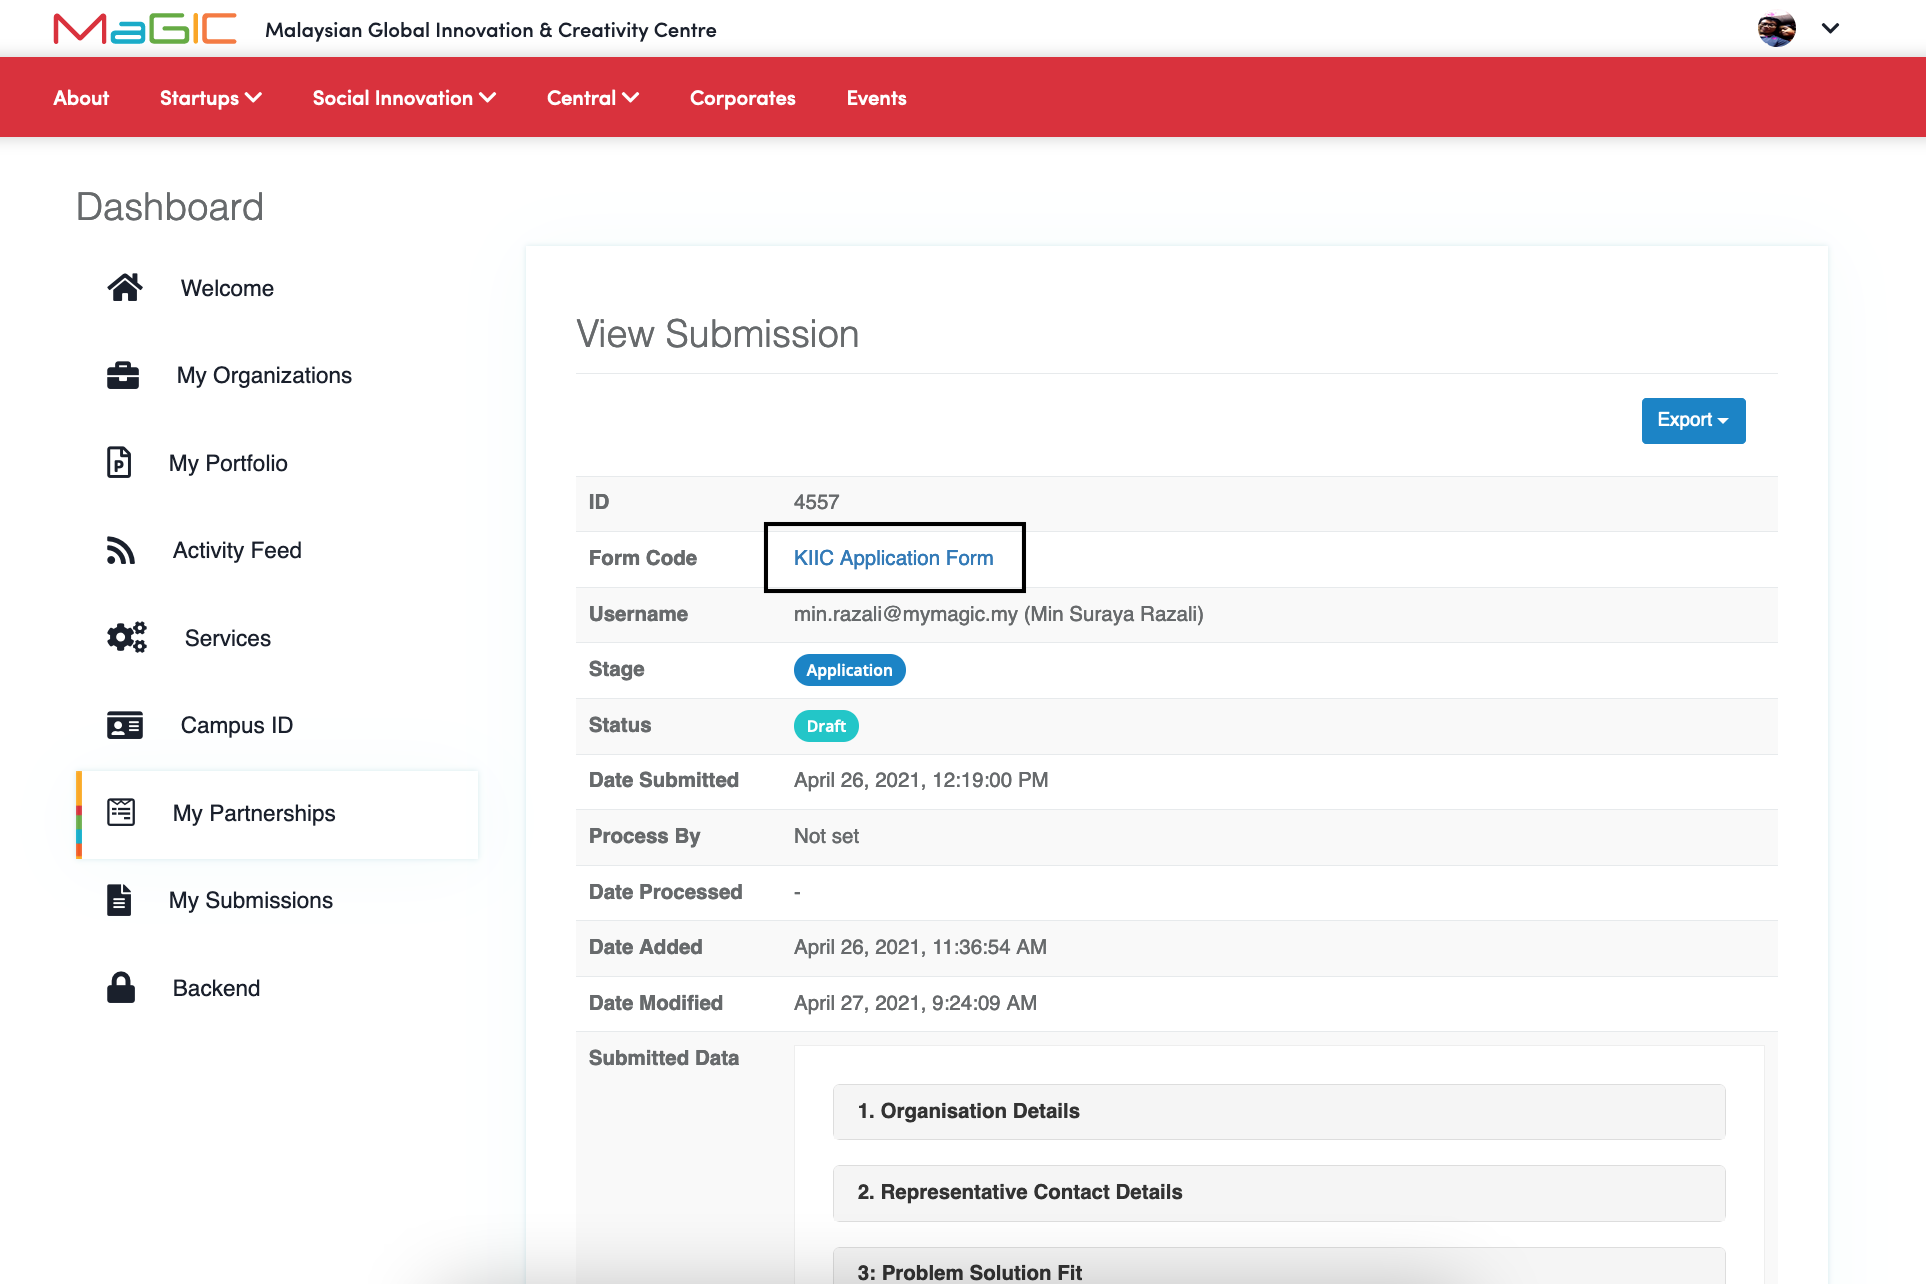 MaGIC
Malaysian Global Innovation & Creativity Centre
About Startups Social Innovation Central Corporates Events
Dashboard
Welcome
My Organizations
My Portfolio
Activity Feed
Services
Campus ID
My Partnerships
My Submissions
Backend
View Submission
Export
ID 4557
Form Code KIIC Application Form
Username min.razali@mymagic.my (Min Suraya Razali)
Stage Application
Status Draft
Date Submitted April 26, 2021, 12:19:00 PM
Process By Not set
Date Processed -
Date Added April 26, 2021, 11:36:54 AM
Date Modified April 27, 2021, 9:24:09 AM
Submitted Data
1. Organisation Details
2. Representative Contact Details
3: Problem Solution Fit